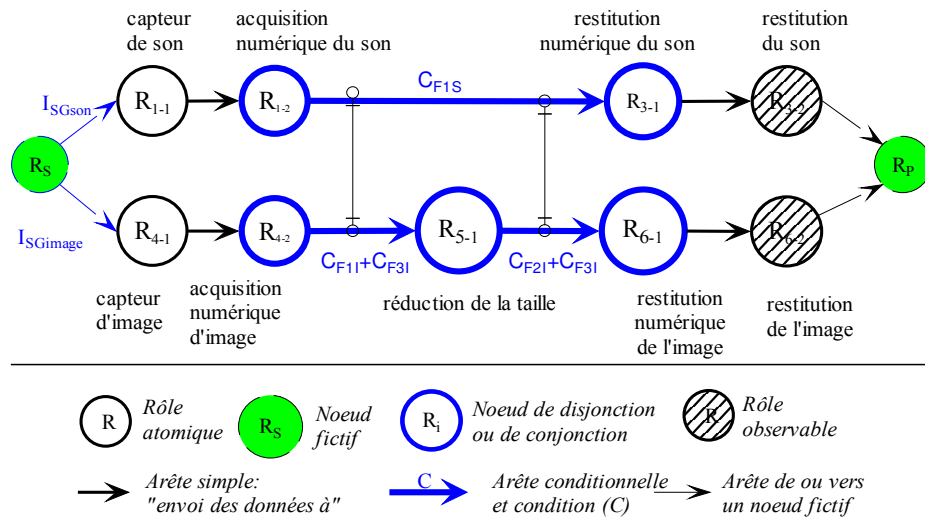 capteur
de son
acquisition
numérique du son
restitution
numérique du son
restitution
du son
I_SGson
R_1-1
R_1-2
C_F1S
R_3-1
R_3-2
R_S
R_P
I_SGimage
R_4-1
R_4-2
C_F1I+C_F3I
R_5-1
C_F2I+C_F3I
R_6-1
R_6-2
capteur
d'image
acquisition
numérique
d'image
réduction de la taille
restitution
numérique
de l'image
restitution
de l'image
R
Rôle
atomique
R_S
Noeud
fictif
R_i
Noeud de disjonction
ou de conjonction
R
Rôle
observable
Arête simple:
"envoi des données à"
C
Arête conditionnelle
et condition (C)
Arête de ou vers
un noeud fictif